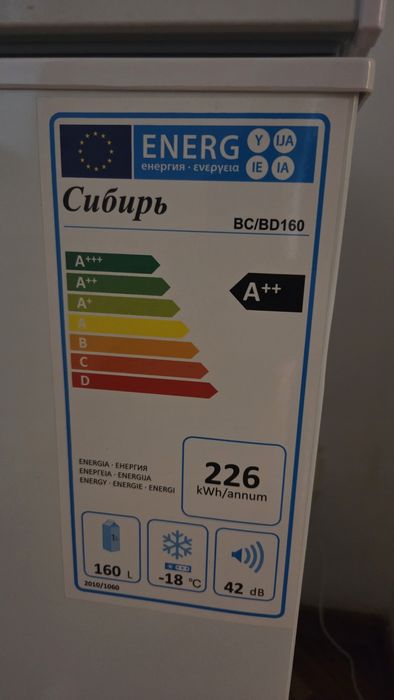 ENERG Y IJA
енергия · ενεργεια IE IA
Сибирь
BC/BD160
A+++
A++
A+
A
B
C
D
A++
ENERGIA · ЕНЕРГИЯ
ΕΝΕΡΓΕΙΑ · ENERGIJA
ENERGY · ENERGIE · ENERGI
226
kWh/annum
1L
160 L
-18 °C
42 dB
2010/1060